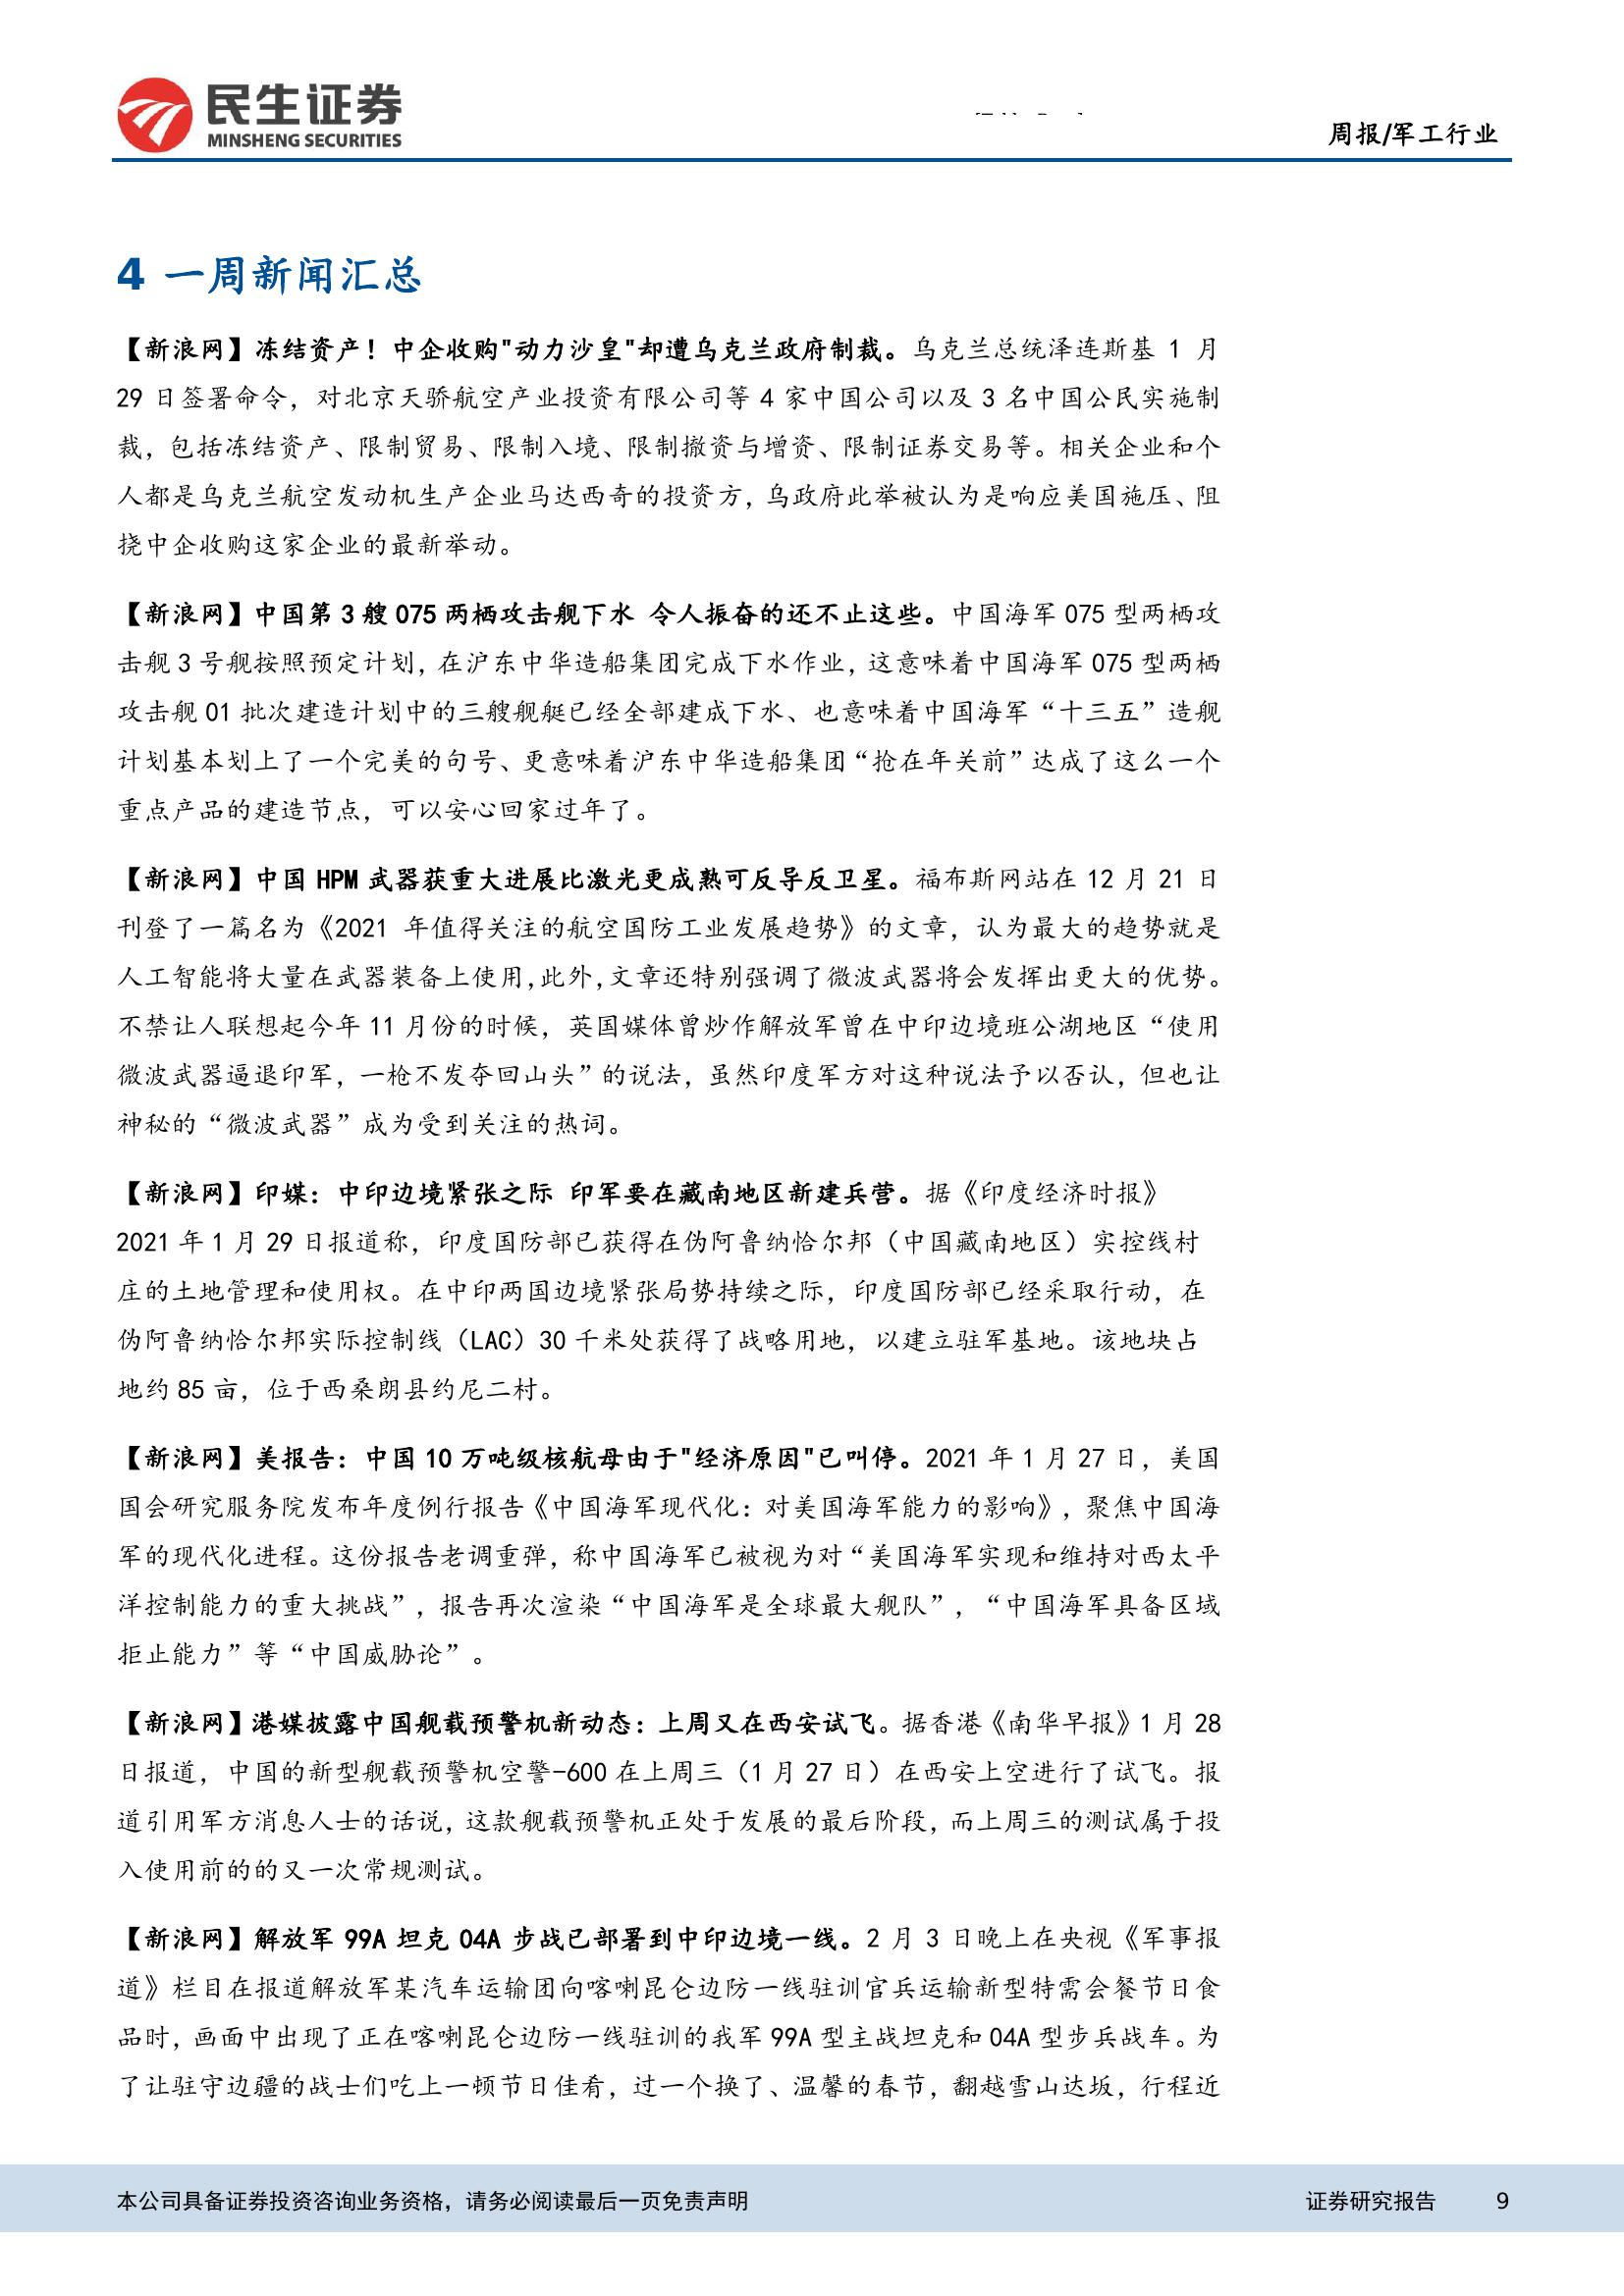 民生证券
MINSHENG SECURITIES
周报/军工行业
4 一周新闻汇总
【新浪网】冻结资产！中企收购"动力沙皇"却遭乌克兰政府制裁。乌克兰总统泽连斯基 1 月
29 日签署命令，对北京天骄航空产业投资有限公司等 4 家中国公司以及 3 名中国公民实施制
裁，包括冻结资产、限制贸易、限制入境、限制撤资与增资、限制证券交易等。相关企业和个
人都是乌克兰航空发动机生产企业马达西奇的投资方，乌政府此举被认为是响应美国施压、阻
挠中企收购这家企业的最新举动。
【新浪网】中国第 3 艘 075 两栖攻击舰下水 令人振奋的还不止这些。中国海军 075 型两栖攻
击舰 3 号舰按照预定计划，在沪东中华造船集团完成下水作业，这意味着中国海军 075 型两栖
攻击舰 01 批次建造计划中的三艘舰艇已经全部建成下水、也意味着中国海军“十三五”造舰
计划基本划上了一个完美的句号、更意味着沪东中华造船集团“抢在年关前”达成了这么一个
重点产品的建造节点，可以安心回家过年了。
【新浪网】中国 HPM 武器获重大进展比激光更成熟可反导反卫星。福布斯网站在 12 月 21 日
刊登了一篇名为《2021 年值得关注的航空国防工业发展趋势》的文章，认为最大的趋势就是
人工智能将大量在武器装备上使用,此外,文章还特别强调了微波武器将会发挥出更大的优势。
不禁让人联想起今年 11 月份的时候，英国媒体曾炒作解放军曾在中印边境班公湖地区“使用
微波武器逼退印军，一枪不发夺回山头”的说法，虽然印度军方对这种说法予以否认，但也让
神秘的“微波武器”成为受到关注的热词。
【新浪网】印媒：中印边境紧张之际 印军要在藏南地区新建兵营。据《印度经济时报》
2021 年 1 月 29 日报道称，印度国防部已获得在伪阿鲁纳恰尔邦（中国藏南地区）实控线村
庄的土地管理和使用权。在中印两国边境紧张局势持续之际，印度国防部已经采取行动，在
伪阿鲁纳恰尔邦实际控制线（LAC）30 千米处获得了战略用地，以建立驻军基地。该地块占
地约 85 亩，位于西桑朗县约尼二村。
【新浪网】美报告：中国 10 万吨级核航母由于"经济原因"已叫停。2021 年 1 月 27 日，美国
国会研究服务院发布年度例行报告《中国海军现代化：对美国海军能力的影响》，聚焦中国海
军的现代化进程。这份报告老调重弹，称中国海军已被视为对“美国海军实现和维持对西太平
洋控制能力的重大挑战”，报告再次渲染“中国海军是全球最大舰队”，“中国海军具备区域
拒止能力”等“中国威胁论”。
【新浪网】港媒披露中国舰载预警机新动态：上周又在西安试飞。据香港《南华早报》1 月 28
日报道，中国的新型舰载预警机空警-600 在上周三（1 月 27 日）在西安上空进行了试飞。报
道引用军方消息人士的话说，这款舰载预警机正处于发展的最后阶段，而上周三的测试属于投
入使用前的的又一次常规测试。
【新浪网】解放军 99A 坦克 04A 步战已部署到中印边境一线。2 月 3 日晚上在央视《军事报
道》栏目在报道解放军某汽车运输团向喀喇昆仑边防一线驻训官兵运输新型特需会餐节日食
品时，画面中出现了正在喀喇昆仑边防一线驻训的我军 99A 型主战坦克和 04A 型步兵战车。为
了让驻守边疆的战士们吃上一顿节日佳肴，过一个换了、温馨的春节，翻越雪山达坂，行程近
本公司具备证券投资咨询业务资格，请务必阅读最后一页免责声明
证券研究报告 9